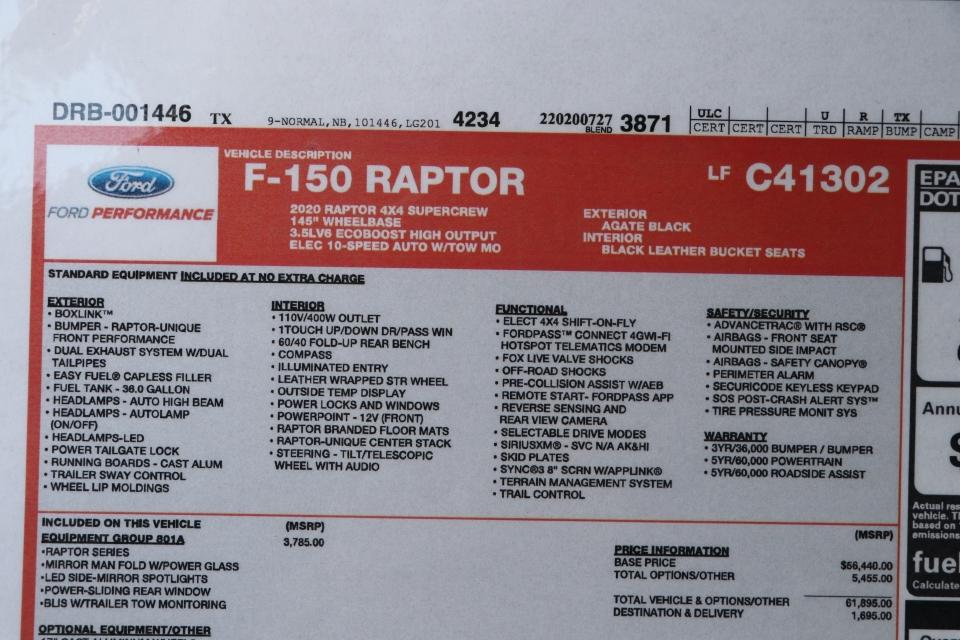 DRB-001446 TX 9-NORMAL,NB,101446,LG201 4234 220200727 BLEND 3871
ULC U R TX
CERT CERT CERT TRD RAMP BUMP CAMP
Ford
FORD PERFORMANCE
VEHICLE DESCRIPTION
F-150 RAPTOR
LF C41302
2020 RAPTOR 4X4 SUPERCREW
145" WHEELBASE
3.5LV6 ECOBOOST HIGH OUTPUT
ELEC 10-SPEED AUTO W/TOW MO
EXTERIOR
AGATE BLACK
INTERIOR
BLACK LEATHER BUCKET SEATS
EPA
DOT
STANDARD EQUIPMENT INCLUDED AT NO EXTRA CHARGE
EXTERIOR
• BOXLINK™
• BUMPER - RAPTOR-UNIQUE
FRONT PERFORMANCE
• DUAL EXHAUST SYSTEM W/DUAL
TAILPIPES
• EASY FUEL® CAPLESS FILLER
• FUEL TANK - 36.0 GALLON
• HEADLAMPS - AUTO HIGH BEAM
• HEADLAMPS - AUTOLAMP
(ON/OFF)
• HEADLAMPS-LED
• POWER TAILGATE LOCK
• RUNNING BOARDS - CAST ALUM
• TRAILER SWAY CONTROL
• WHEEL LIP MOLDINGS
INTERIOR
• 110V/400W OUTLET
• 1TOUCH UP/DOWN DR/PASS WIN
• 60/40 FOLD-UP REAR BENCH
• COMPASS
• ILLUMINATED ENTRY
• LEATHER WRAPPED STR WHEEL
• OUTSIDE TEMP DISPLAY
• POWER LOCKS AND WINDOWS
• POWERPOINT - 12V (FRONT)
• RAPTOR BRANDED FLOOR MATS
• RAPTOR-UNIQUE CENTER STACK
• STEERING - TILT/TELESCOPIC
WHEEL WITH AUDIO
FUNCTIONAL
• ELECT 4X4 SHIFT-ON-FLY
• FORDPASS™ CONNECT 4GWI-FI
HOTSPOT TELEMATICS MODEM
• FOX LIVE VALVE SHOCKS
• OFF-ROAD SHOCKS
• PRE-COLLISION ASSIST W/AEB
• REMOTE START- FORDPASS APP
• REVERSE SENSING AND
REAR VIEW CAMERA
• SELECTABLE DRIVE MODES
• SIRIUSXM® - SVC N/A AK&HI
• SKID PLATES
• SYNC®3 8" SCRN W/APPLINK®
• TERRAIN MANAGEMENT SYSTEM
• TRAIL CONTROL
SAFETY/SECURITY
• ADVANCETRAC® WITH RSC®
• AIRBAGS - FRONT SEAT
MOUNTED SIDE IMPACT
• AIRBAGS - SAFETY CANOPY®
• PERIMETER ALARM
• SECURICODE KEYLESS KEYPAD
• SOS POST-CRASH ALERT SYS™
• TIRE PRESSURE MONIT SYS
WARRANTY
• 3YR/36,000 BUMPER / BUMPER
• 5YR/60,000 POWERTRAIN
• 5YR/60,000 ROADSIDE ASSIST
Annu
Actual res
vehicle. T
based on
emissions
fuel
Calculate
INCLUDED ON THIS VEHICLE (MSRP)
EQUIPMENT GROUP 801A 3,785.00
•RAPTOR SERIES
•MIRROR MAN FOLD W/POWER GLASS
•LED SIDE-MIRROR SPOTLIGHTS
•POWER-SLIDING REAR WINDOW
•BLIS W/TRAILER TOW MONITORING
OPTIONAL EQUIPMENT/OTHER
(MSRP)
PRICE INFORMATION
BASE PRICE $56,440.00
TOTAL OPTIONS/OTHER 5,455.00
TOTAL VEHICLE & OPTIONS/OTHER 61,895.00
DESTINATION & DELIVERY 1,695.00